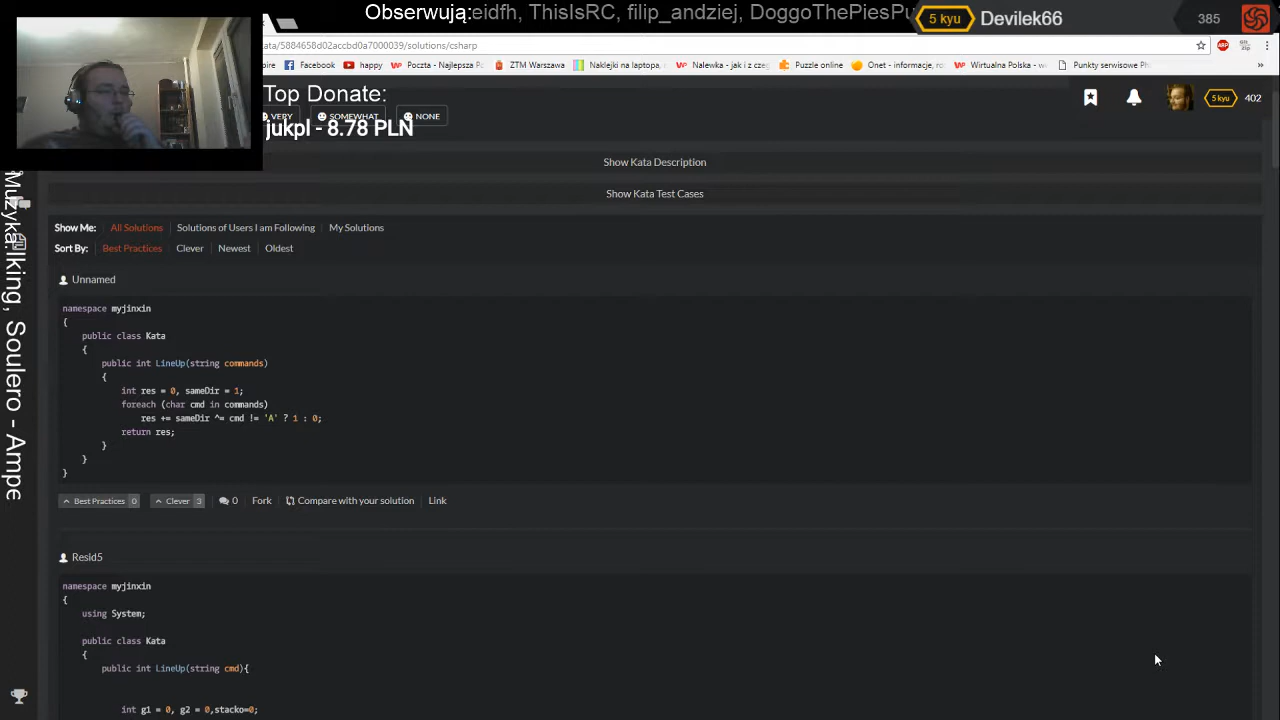 Obserwują: eidfh, ThisIsRC, filip_andziej, DoggoThePiesPu
5 kyu Devilek66 385
ata/5884658d02accbd0a7000039/solutions/csharp
pire Facebook happy Poczta - Najlepsza Po ZTM Warszawa Naklejki na laptopa, Nalewka - jak i z czeg Puzzle online Onet - informacje, ro Wirtualna Polska - w Punkty serwisowe Ph »
Top Donate:
VERY SOMEWHAT NONE
5 kyu 402
jukpl - 8.78 PLN
Show Kata Description
Show Kata Test Cases
Muzyka: lking, Soulero - Ampe
Show Me: All Solutions Solutions of Users I am Following My Solutions
Sort By: Best Practices Clever Newest Oldest
Unnamed
namespace myjinxin
{
public class Kata
{
public int LineUp(string commands)
{
int res = 0, sameDir = 1;
foreach (char cmd in commands)
res += sameDir ^= cmd != 'A' ? 1 : 0;
return res;
}
}
}
Best Practices 0 Clever 3 0 Fork Compare with your solution Link
Resid5
namespace myjinxin
{
using System;
public class Kata
{
public int LineUp(string cmd){
int g1 = 0, g2 = 0,stacko=0;